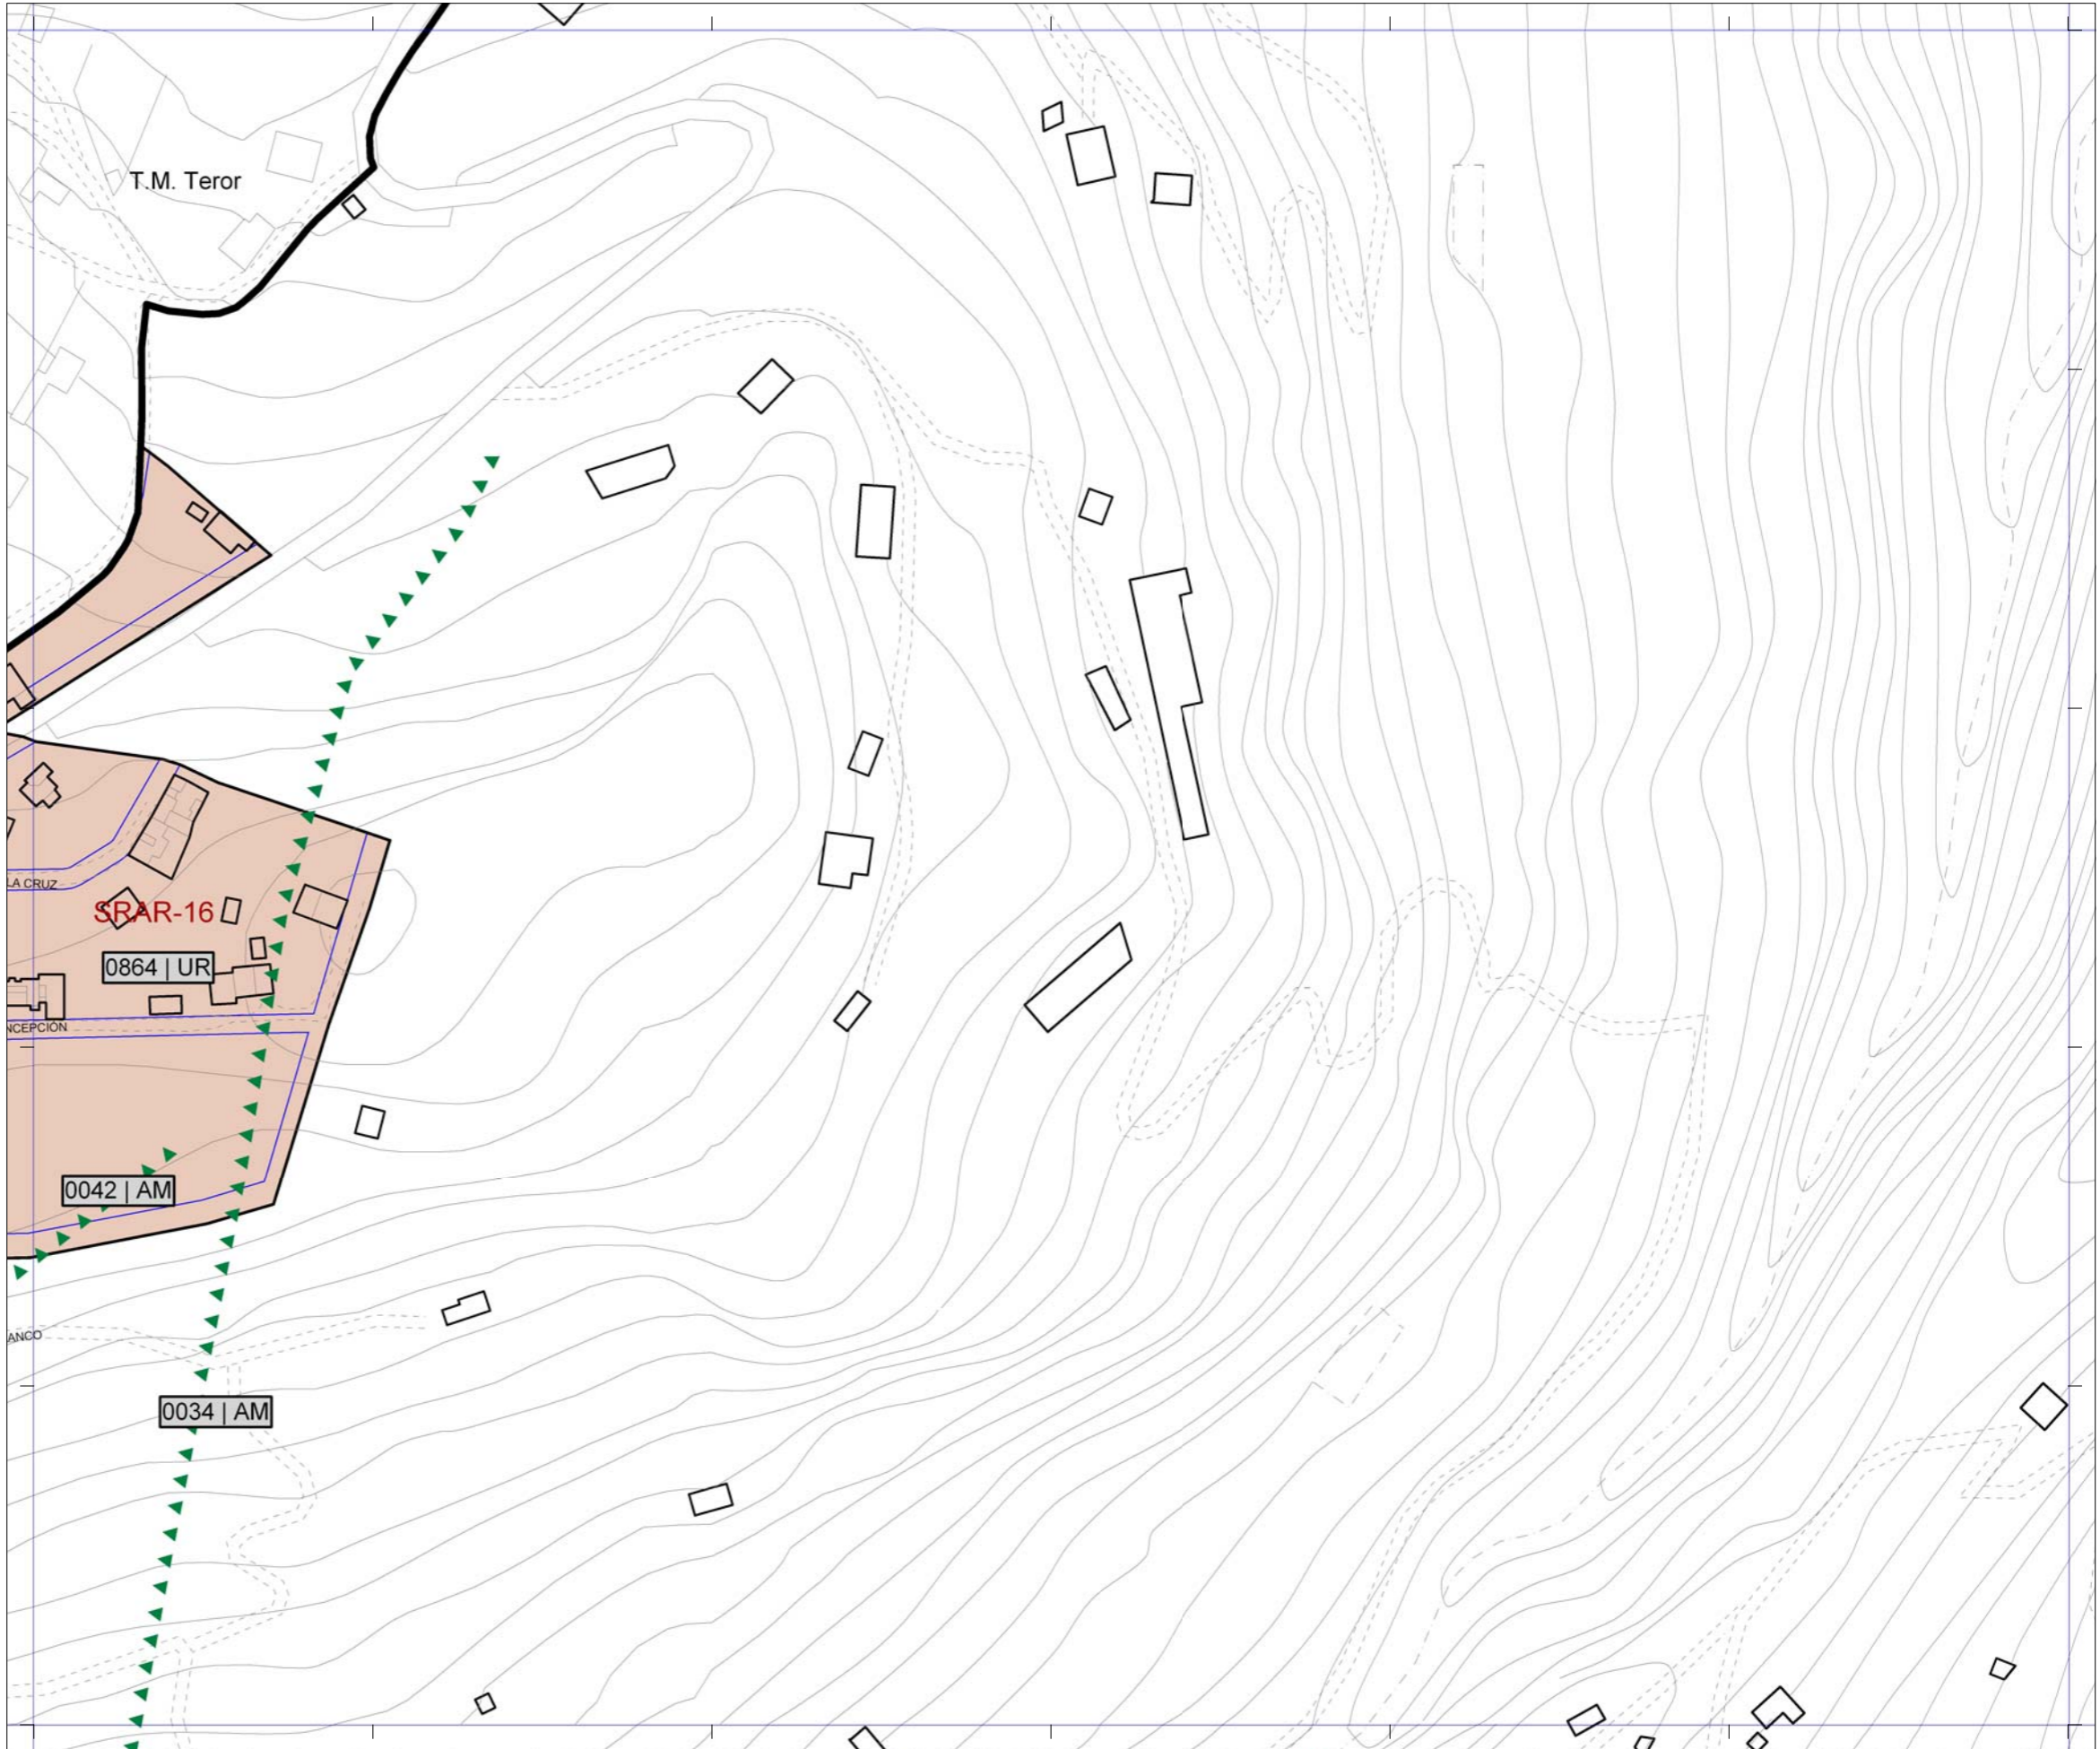 T.M. Teror
LA CRUZ
SRAR-16
0864 | UR
NCEPCIÓN
0042 | AM
ANCO
0034 | AM